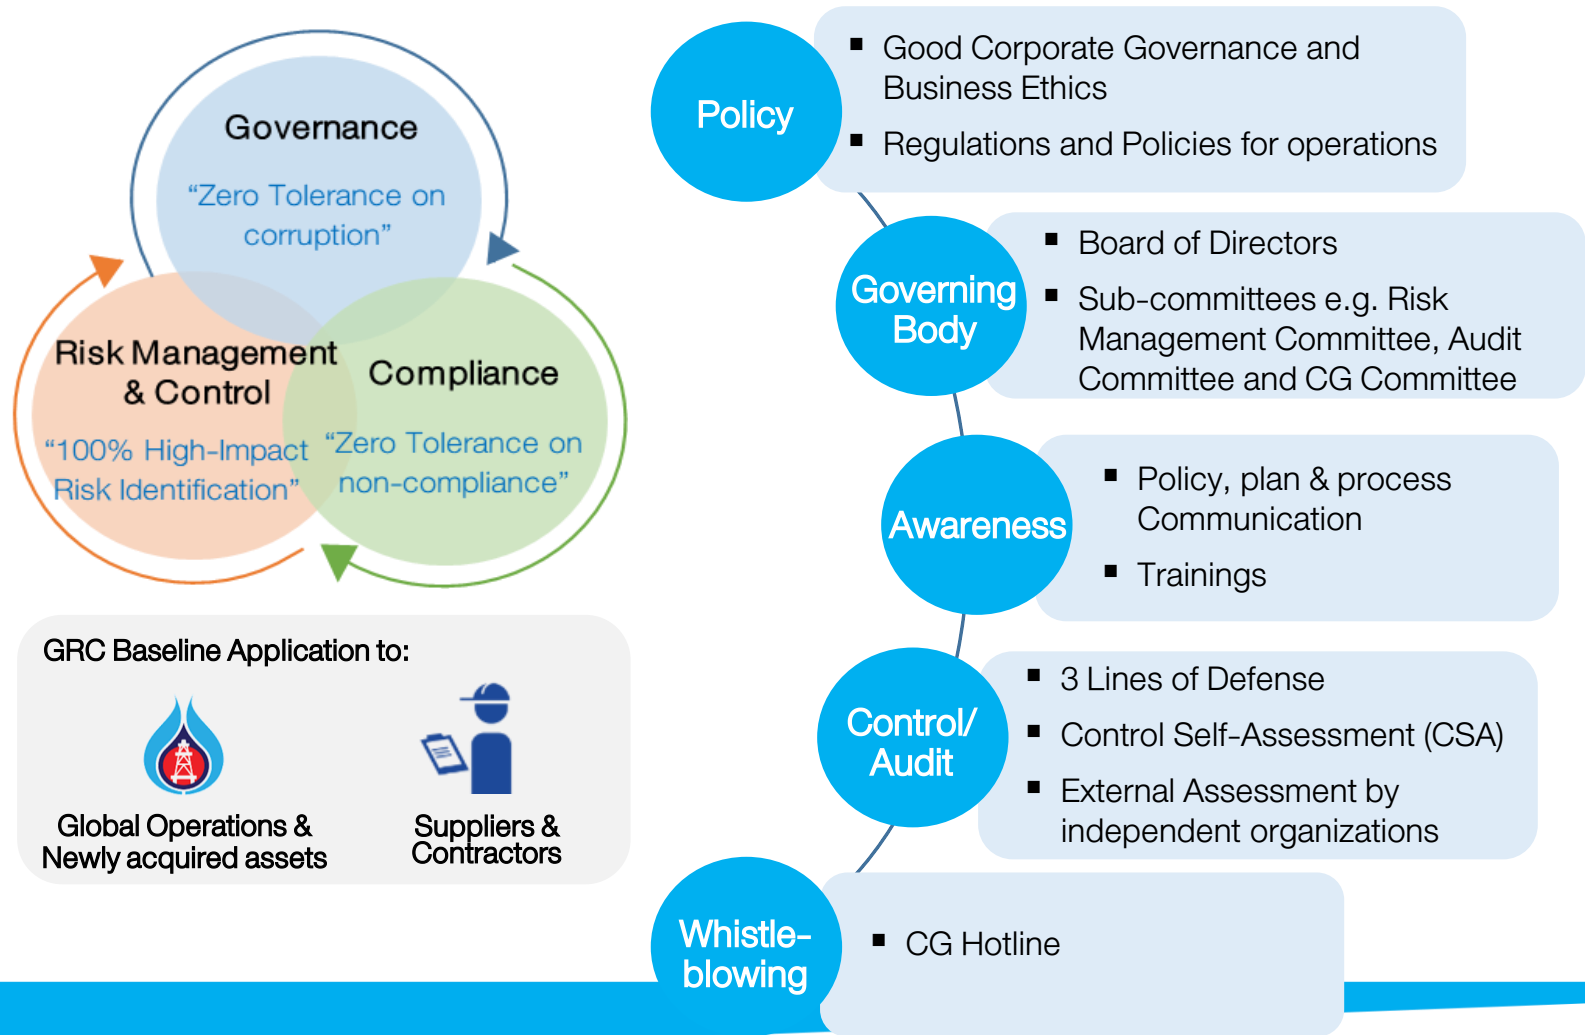 Governance
“Zero Tolerance on
corruption”
Risk Management
& Control
“100% High-Impact
Risk Identification”
Compliance
“Zero Tolerance on
non-compliance”
GRC Baseline Application to:
Global Operations &
Newly acquired assets
Suppliers &
Contractors
Policy
▪ Good Corporate Governance and
Business Ethics
▪ Regulations and Policies for operations
Governing
Body
▪ Board of Directors
▪ Sub-committees e.g. Risk
Management Committee, Audit
Committee and CG Committee
Awareness
▪ Policy, plan & process
Communication
▪ Trainings
Control/
Audit
▪ 3 Lines of Defense
▪ Control Self-Assessment (CSA)
▪ External Assessment by
independent organizations
Whistle-
blowing
▪ CG Hotline